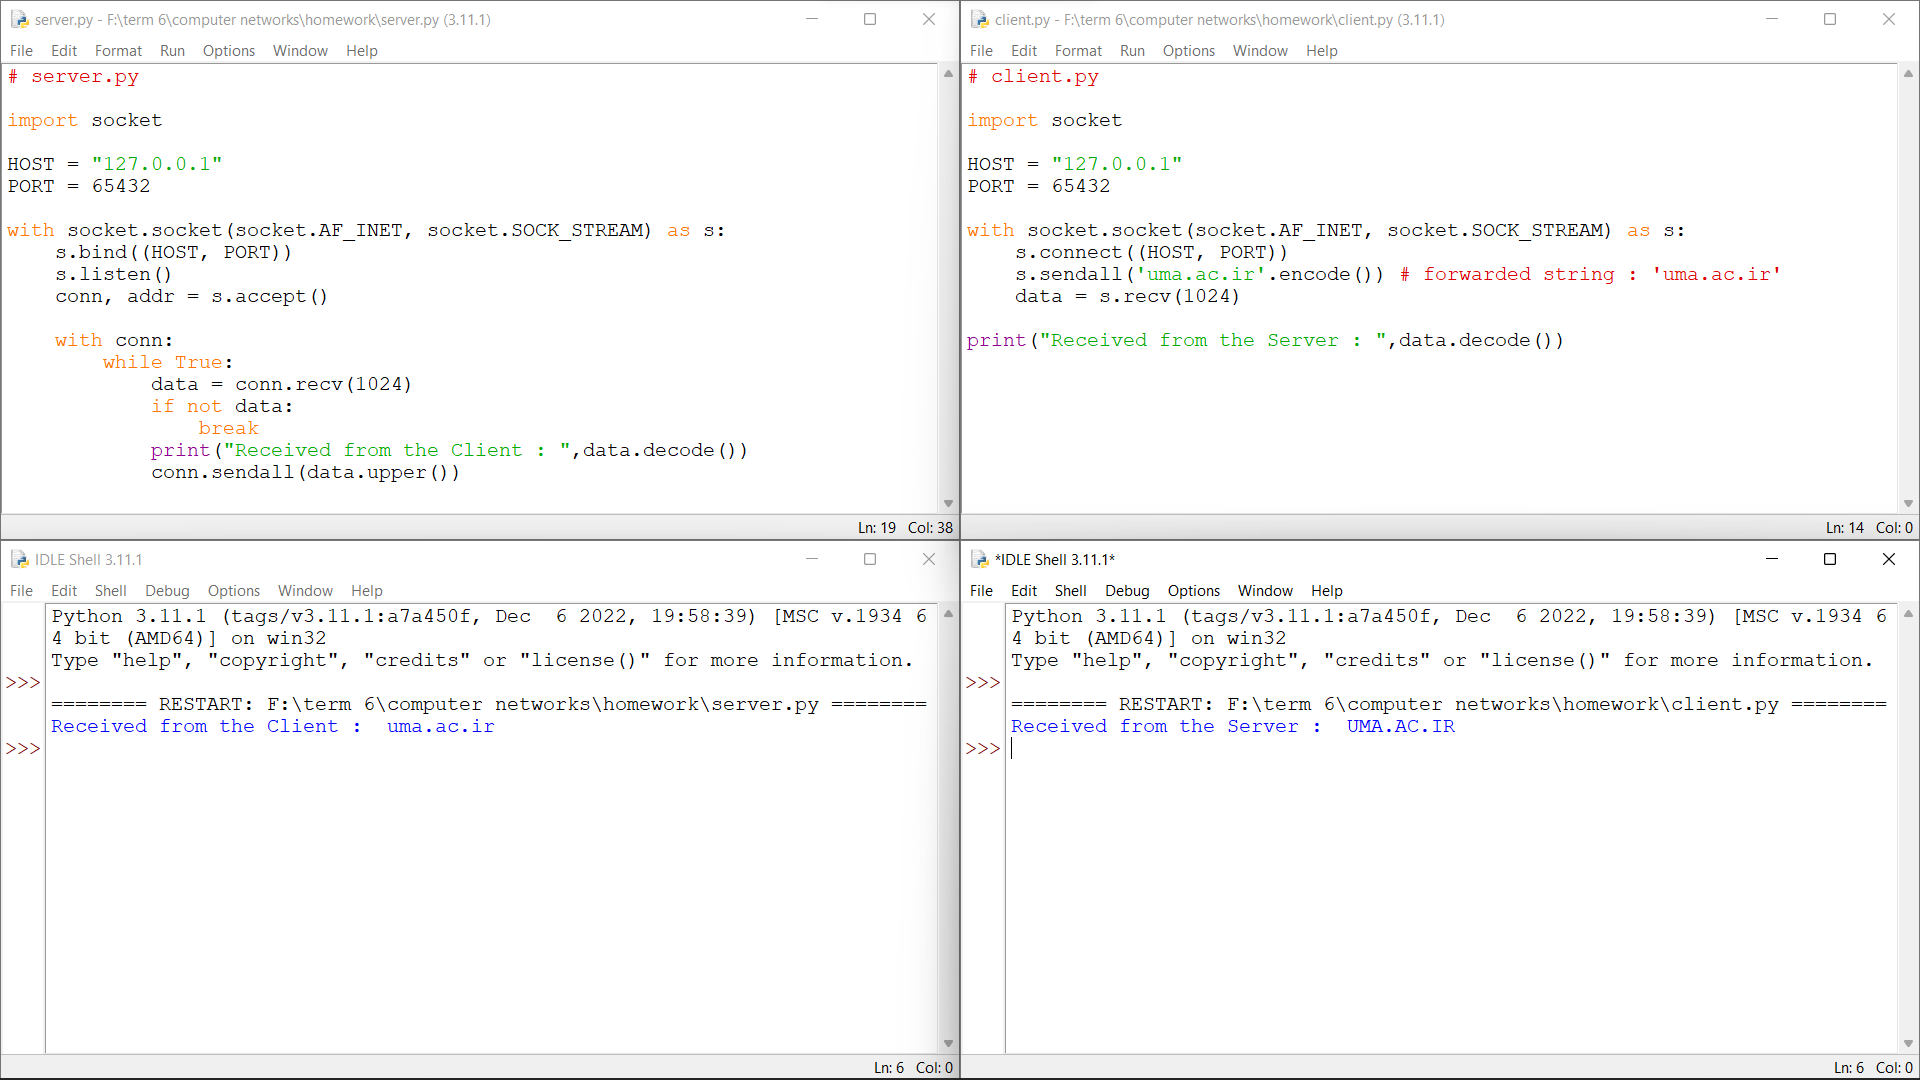 server.py - F:\term 6\computer networks\homework\server.py (3.11.1)
File Edit Format Run Options Window Help
# server.py

import socket

HOST = "127.0.0.1"
PORT = 65432

with socket.socket(socket.AF_INET, socket.SOCK_STREAM) as s:
    s.bind((HOST, PORT))
    s.listen()
    conn, addr = s.accept()

    with conn:
        while True:
            data = conn.recv(1024)
            if not data:
                break
            print("Received from the Client : ",data.decode())
            conn.sendall(data.upper())
Ln: 19 Col: 38
client.py - F:\term 6\computer networks\homework\client.py (3.11.1)
File Edit Format Run Options Window Help
# client.py

import socket

HOST = "127.0.0.1"
PORT = 65432

with socket.socket(socket.AF_INET, socket.SOCK_STREAM) as s:
    s.connect((HOST, PORT))
    s.sendall('uma.ac.ir'.encode()) # forwarded string : 'uma.ac.ir'
    data = s.recv(1024)

print("Received from the Server : ",data.decode())
Ln: 14 Col: 0
IDLE Shell 3.11.1
File Edit Shell Debug Options Window Help
Python 3.11.1 (tags/v3.11.1:a7a450f, Dec  6 2022, 19:58:39) [MSC v.1934 6
4 bit (AMD64)] on win32
Type "help", "copyright", "credits" or "license()" for more information.
>>>
======== RESTART: F:\term 6\computer networks\homework\server.py ========
Received from the Client :  uma.ac.ir
>>>
Ln: 6 Col: 0
*IDLE Shell 3.11.1*
File Edit Shell Debug Options Window Help
Python 3.11.1 (tags/v3.11.1:a7a450f, Dec  6 2022, 19:58:39) [MSC v.1934 6
4 bit (AMD64)] on win32
Type "help", "copyright", "credits" or "license()" for more information.
>>>
======== RESTART: F:\term 6\computer networks\homework\client.py ========
Received from the Server :  UMA.AC.IR
>>>
Ln: 6 Col: 0